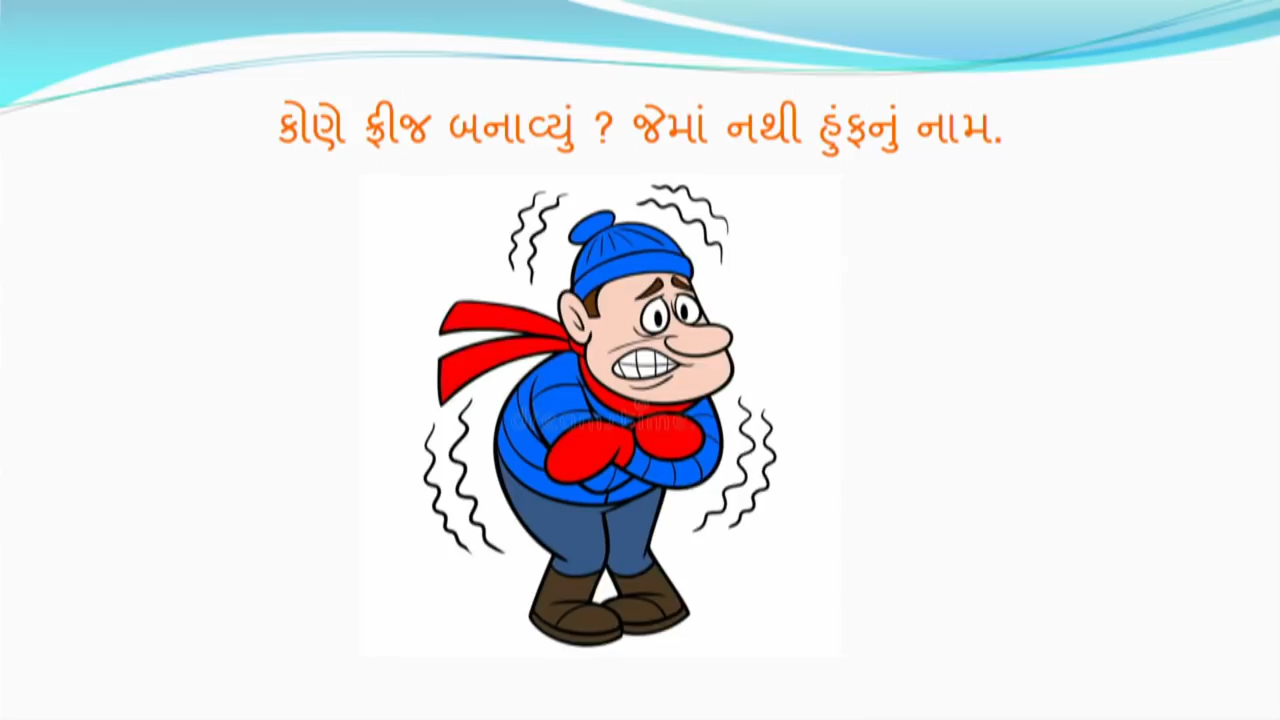 કોણે ફ્રીજ બનાવ્યું ? જેમાં નથી હુંફનું નામ.